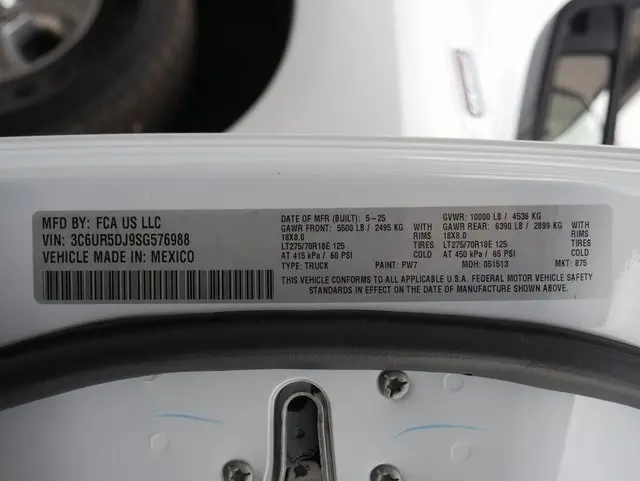 MFD BY: FCA US LLC
VIN: 3C6UR5DJ9SG576988
VEHICLE MADE IN: MEXICO
DATE OF MFR (BUILT): 5-25
GAWR FRONT: 5500 LB / 2495 KG WITH
18X8.0 RIMS
LT275/70R18E 125 TIRES
AT 415 kPa / 60 PSI COLD
TYPE: TRUCK PAINT: PW7
GVWR: 10000 LB / 4536 KG
GAWR REAR: 6390 LB / 2899 KG WITH
18X8.0 RIMS
LT275/70R18E 125 TIRES
AT 450 kPa / 65 PSI COLD
MDH: 051513 MKT: 875
THIS VEHICLE CONFORMS TO ALL APPLICABLE U.S.A. FEDERAL MOTOR VEHICLE SAFETY
STANDARDS IN EFFECT ON THE DATE OF MANUFACTURE SHOWN ABOVE.